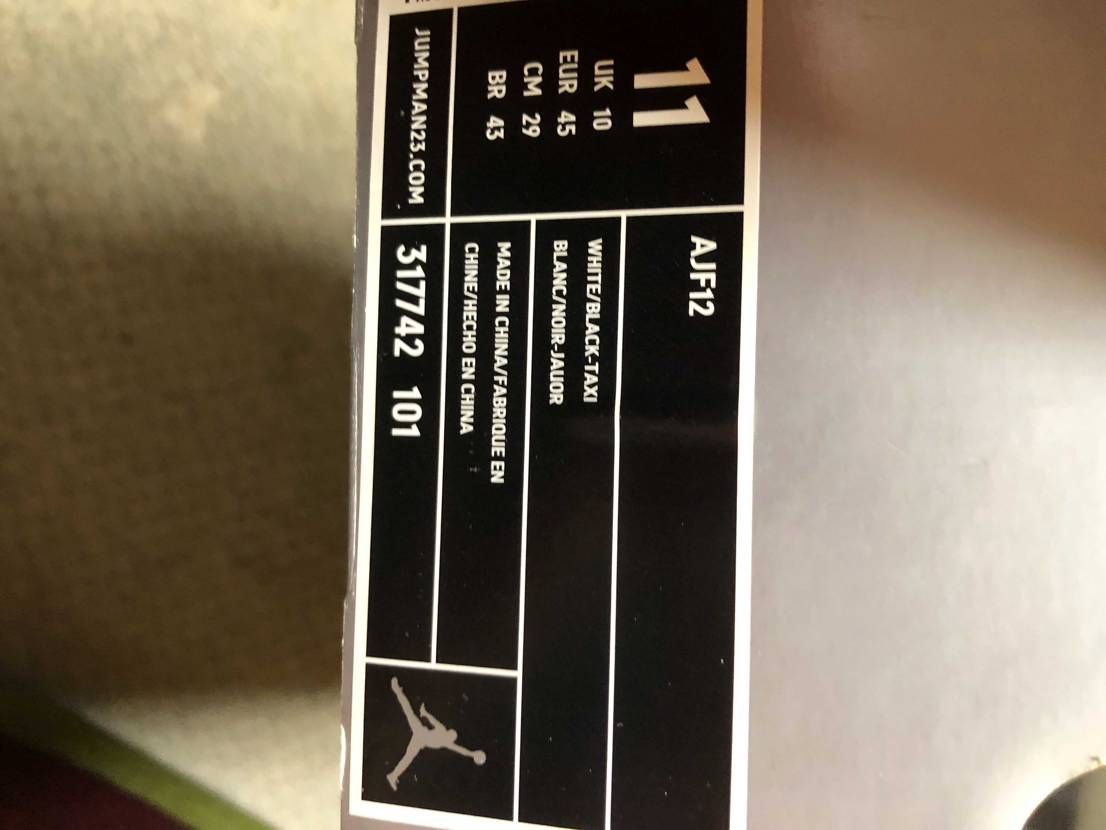 11
UK 10
EUR 45
CM 29
BR 43
JUMPMAN23.COM
AJF12
WHITE/BLACK-TAXI
BLANC/NOIR-JAUOR
MADE IN CHINA/FABRIQUE EN
CHINE/HECHO EN CHINA
317742 101